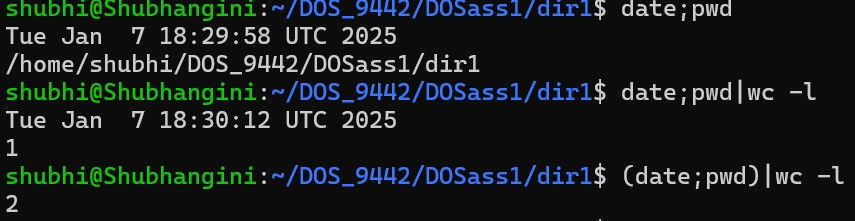 shubhi@Shubhangini:~/DOS_9442/DOSass1/dir1$ date;pwd
Tue Jan  7 18:29:58 UTC 2025
/home/shubhi/DOS_9442/DOSass1/dir1
shubhi@Shubhangini:~/DOS_9442/DOSass1/dir1$ date;pwd|wc -l
Tue Jan  7 18:30:12 UTC 2025
1
shubhi@Shubhangini:~/DOS_9442/DOSass1/dir1$ (date;pwd)|wc -l
2